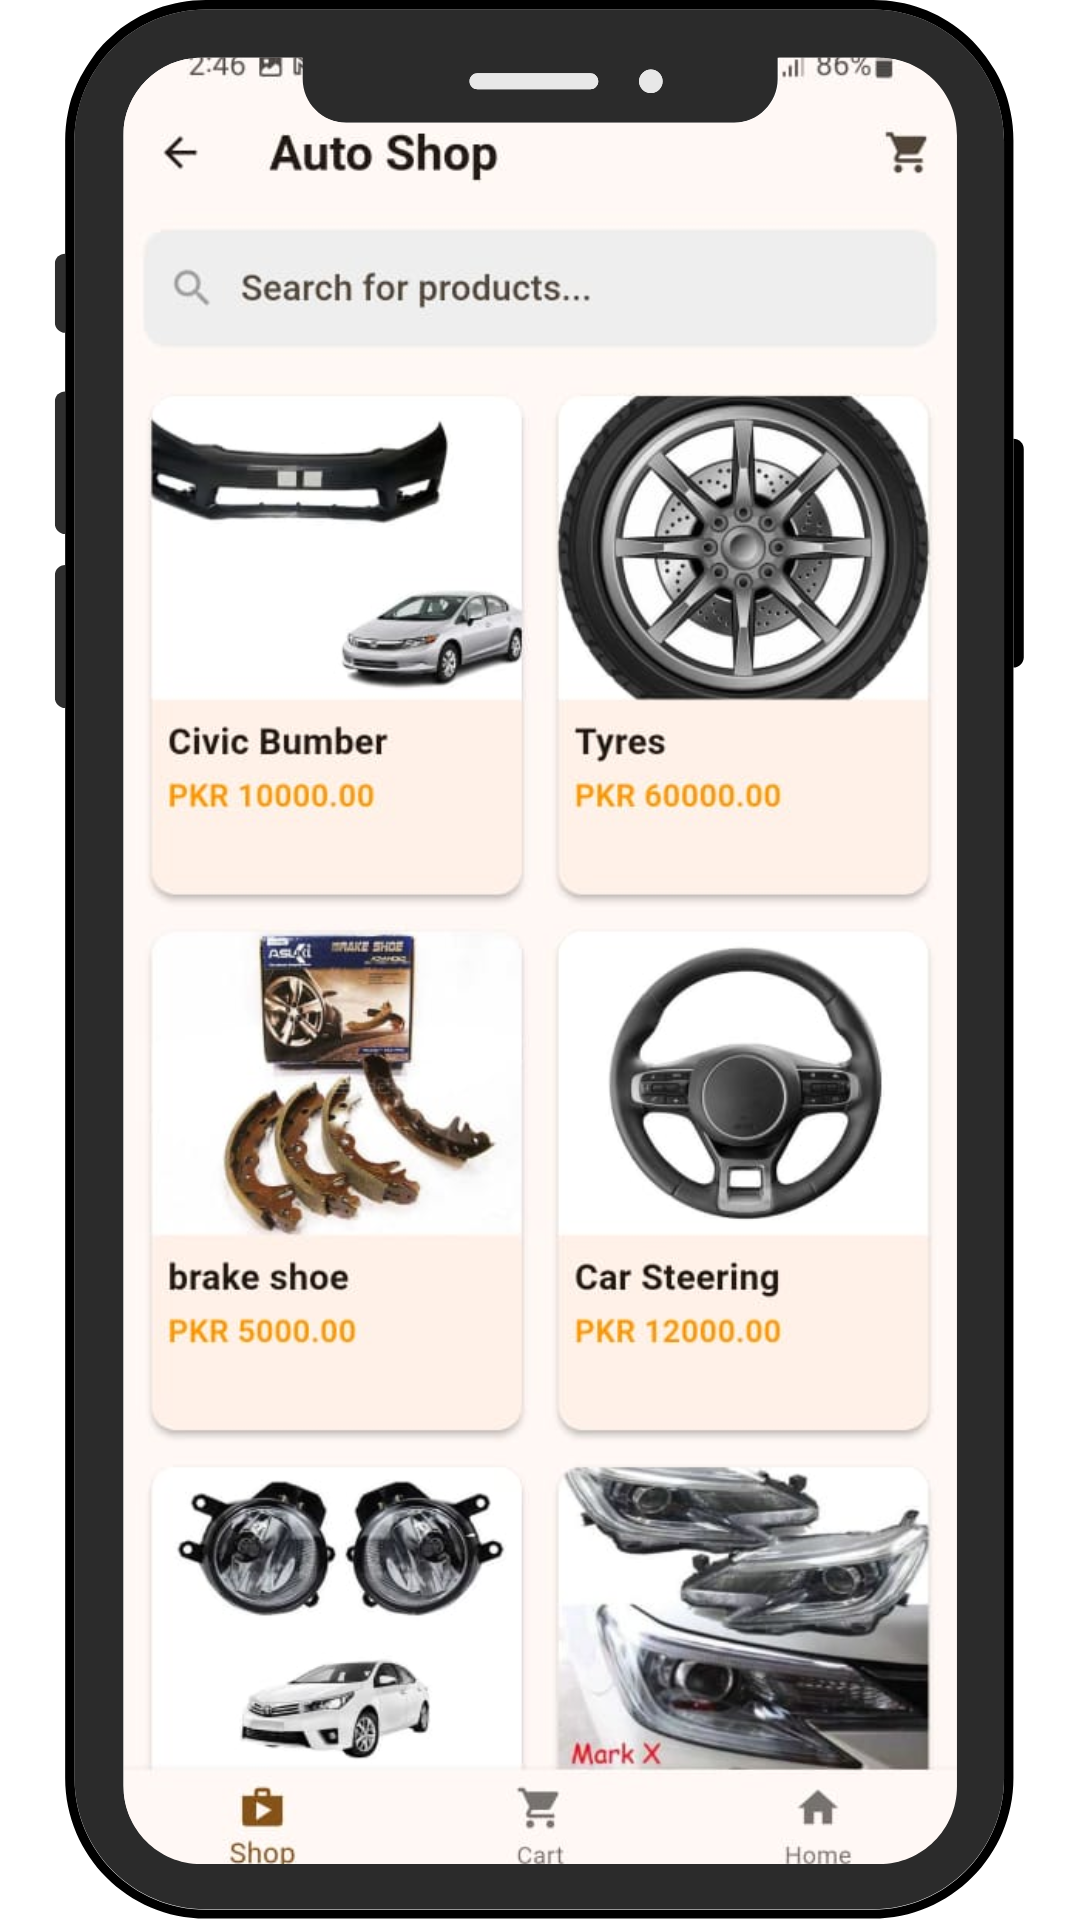 2:46 86%
Auto Shop
Search for products...
Civic Bumber
PKR 10000.00
Tyres
PKR 60000.00
ASUKI
BRAKE SHOE
ADVANCED
brake shoe
PKR 5000.00
Car Steering
PKR 12000.00
Mark X
Shop
Cart
Home